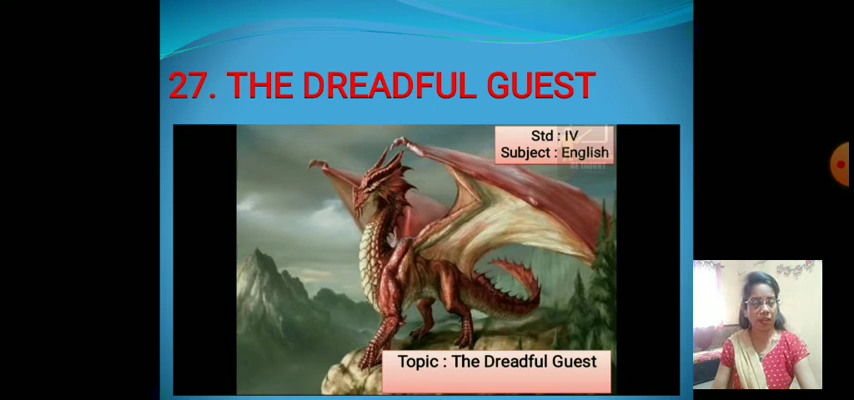 27. THE DREADFUL GUEST
Std : IV
Subject : English
Topic : The Dreadful Guest